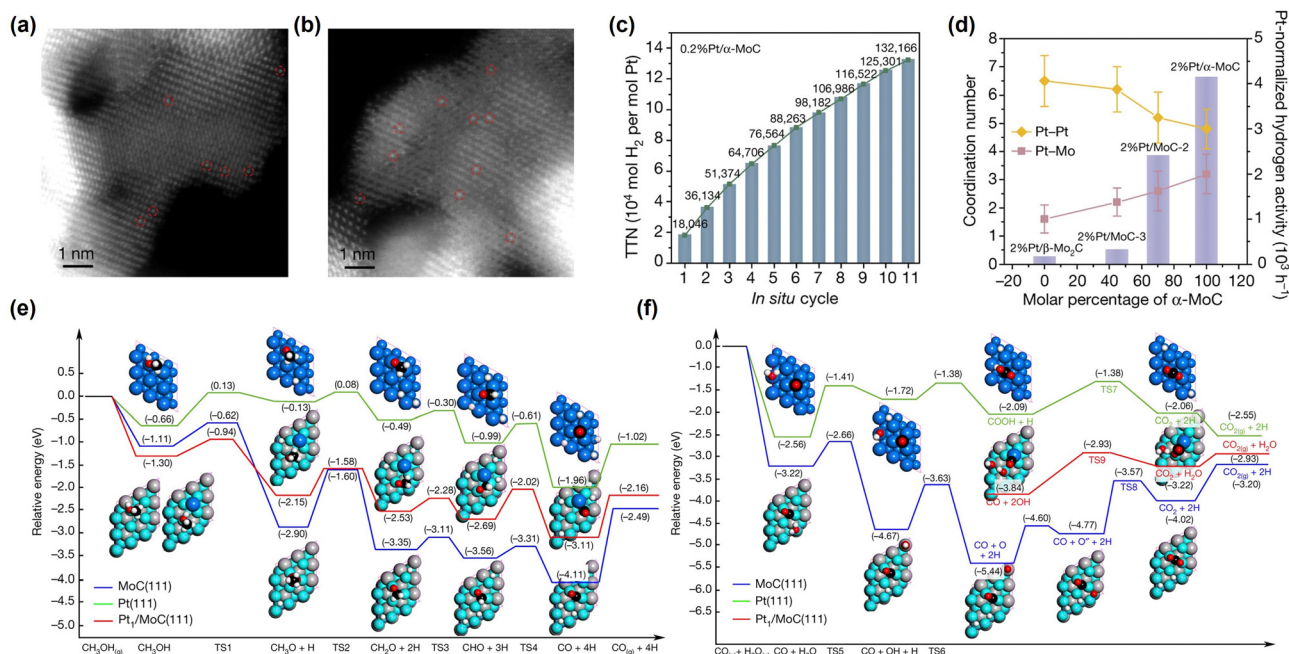 (a)
1 nm
(b)
1 nm
(c)
TTN (10⁴ mol H₂ per mol Pt)
14
12
10
8
6
4
2
0
0.2%Pt/α-MoC
18,046
36,134
51,374
64,706
76,564
88,263
98,182
106,986
116,522
125,301
132,166
1 2 3 4 5 6 7 8 9 10 11
In situ cycle
(d)
Coordination number
8
7
6
5
4
3
2
1
0
Pt–Pt
Pt–Mo
2%Pt/β-Mo₂C
2%Pt/MoC-3
2%Pt/MoC-2
2%Pt/α-MoC
5
4
3
2
1
0
Pt-normalized hydrogen activity (10³ h⁻¹)
−20 0 20 40 60 80 100 120
Molar percentage of α-MoC
(e)
Relative energy (eV)
0.5
0.0
−0.5
−1.0
−1.5
−2.0
−2.5
−3.0
−3.5
−4.0
−4.5
−5.0
(−0.66)
(0.13)
(−0.13)
(0.08)
−0.49
(−0.30)
(−0.99)
(−0.61)
−1.96
(−1.02)
(−1.11)
(−0.62)
(−2.90)
(−1.60)
(−3.35)
(−3.11)
(−3.56)
(−3.31)
(−4.11)
(−2.49)
(−1.30)
(−0.94)
(−2.15)
(−1.58)
(−2.53)
(−2.28)
(−2.69)
(−2.02)
(−3.11)
(−2.16)
MoC(111)
Pt(111)
Pt₁/MoC(111)
CH₃OH(g) CH₃OH TS1 CH₃O + H TS2 CH₂O + 2H TS3 CHO + 3H TS4 CO + 4H CO(g) + 4H
(f)
Relative energy (eV)
0.0
−0.5
−1.0
−1.5
−2.0
−2.5
−3.0
−3.5
−4.0
−4.5
−5.0
−5.5
−6.0
−6.5
(−2.56)
(−1.41)
(−1.72)
(−1.38)
(−2.09)
COOH + H
(−1.38)
TS7
(−2.06)
CO₂ + 2H
(−2.55)
CO₂(g) + 2H
(−3.84)
CO + 2OH
(−2.93)
TS9
CO₂ + H₂O
(−3.22)
CO₂(g) + H₂O
(−2.93)
(−3.22)
(−2.66)
(−4.67)
(−3.63)
CO + O
+ 2H
(−5.44)
(−4.60)
(−4.77)
CO + O″ + 2H
(−3.57)
TS8
CO₂ + 2H
(−4.02)
CO₂(g) + 2H
(−3.20)
MoC(111)
Pt(111)
Pt₁/MoC(111)
CO + H₂O TS5 CO + OH + H TS6